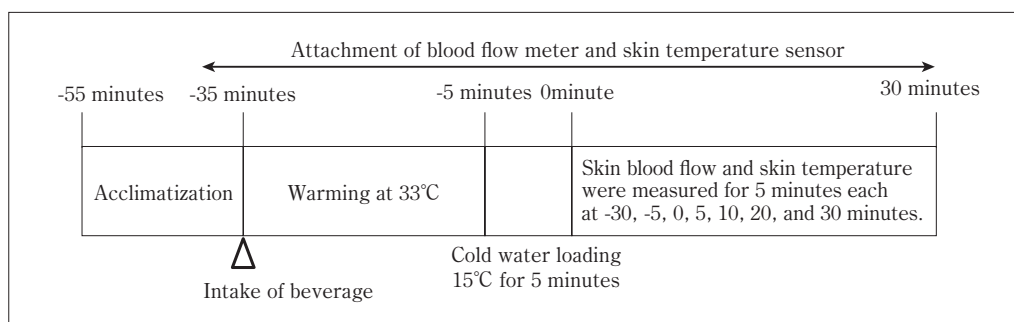 Attachment of blood flow meter and skin temperature sensor
-55 minutes -35 minutes -5 minutes 0minute 30 minutes
Acclimatization
Warming at 33℃
Skin blood flow and skin temperature
were measured for 5 minutes each
at -30, -5, 0, 5, 10, 20, and 30 minutes.
Cold water loading
15℃ for 5 minutes
Intake of beverage